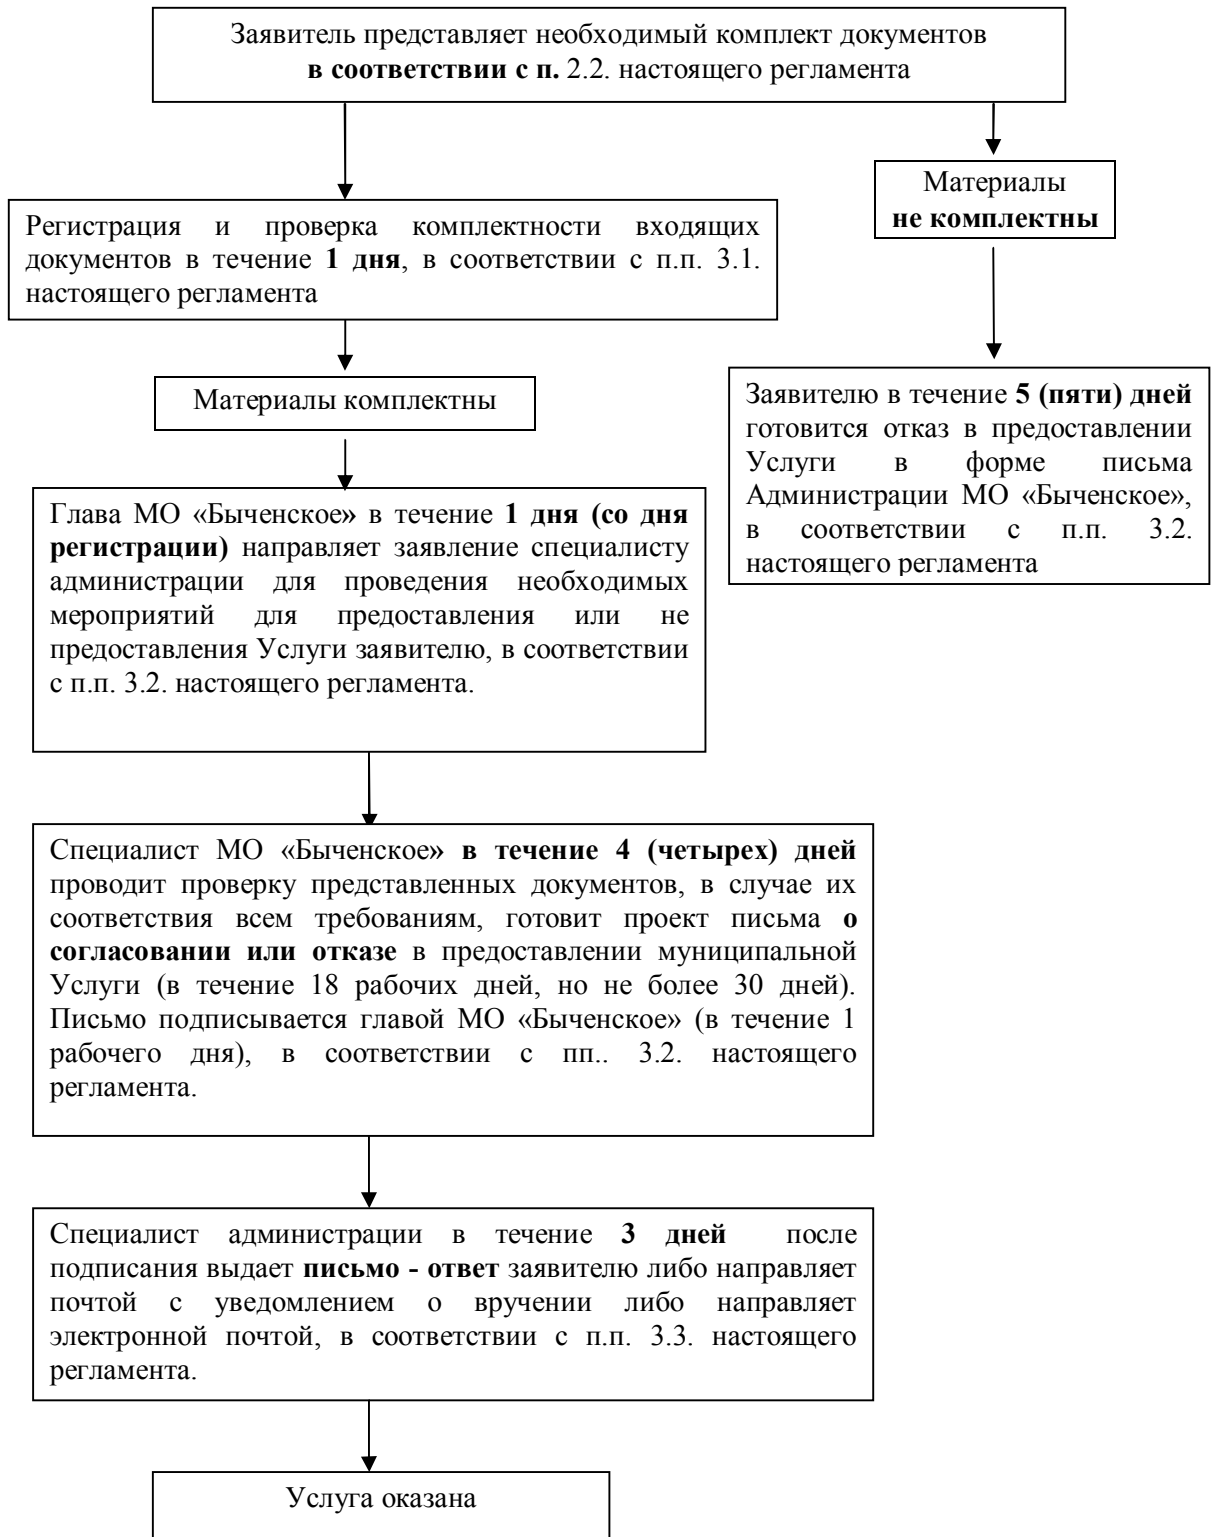 Заявитель представляет необходимый комплект документов
в соответствии с п. 2.2. настоящего регламента
Материалы
не комплектны
Регистрация и проверка комплектности входящих
документов в течение 1 дня, в соответствии с п.п. 3.1.
настоящего регламента
Материалы комплектны
Заявителю в течение 5 (пяти) дней
готовится отказ в предоставлении
Услуги в форме письма
Администрации МО «Быченское»,
в соответствии с п.п. 3.2.
настоящего регламента
Глава МО «Быченское» в течение 1 дня (со дня
регистрации) направляет заявление специалисту
администрации для проведения необходимых
мероприятий для предоставления или не
предоставления Услуги заявителю, в соответствии
с п.п. 3.2. настоящего регламента.
Специалист МО «Быченское» в течение 4 (четырех) дней
проводит проверку представленных документов, в случае их
соответствия всем требованиям, готовит проект письма о
согласовании или отказе в предоставлении муниципальной
Услуги (в течение 18 рабочих дней, но не более 30 дней).
Письмо подписывается главой МО «Быченское» (в течение 1
рабочего дня), в соответствии с пп.. 3.2. настоящего
регламента.
Специалист администрации в течение 3 дней после
подписания выдает письмо - ответ заявителю либо направляет
почтой с уведомлением о вручении либо направляет
электронной почтой, в соответствии с п.п. 3.3. настоящего
регламента.
Услуга оказана